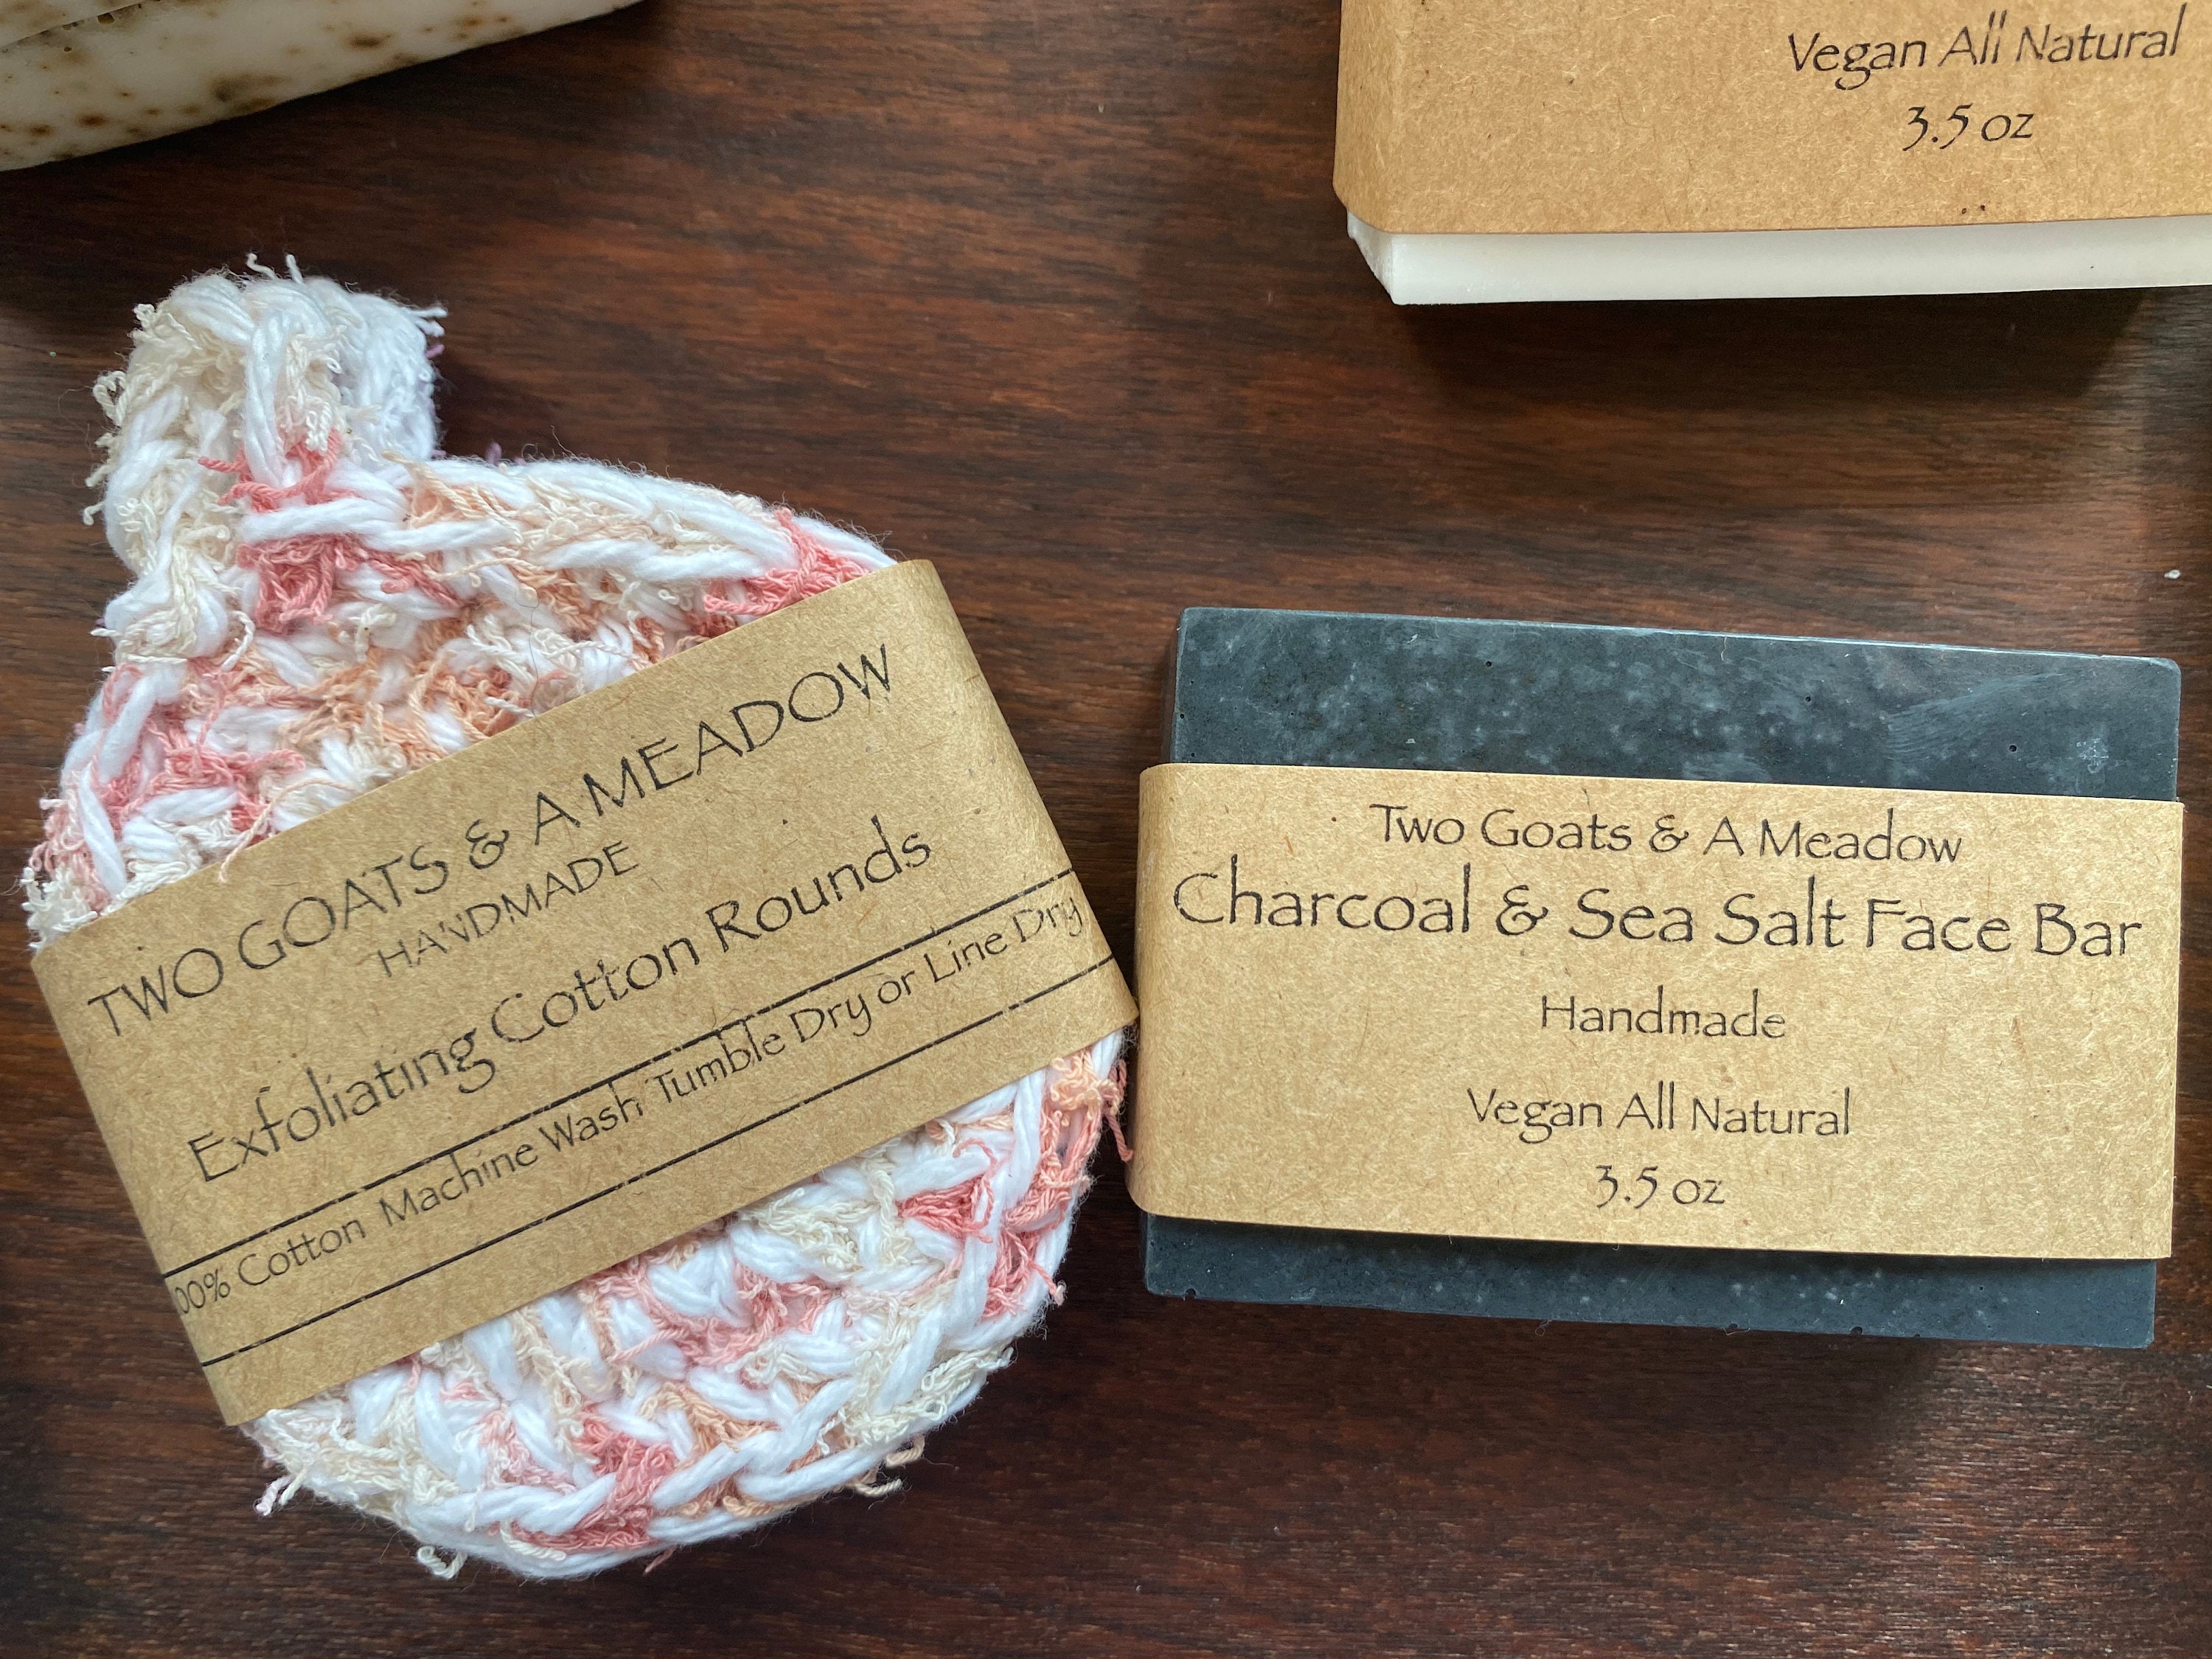 Vegan All Natural
3.5 oz
TWO GOATS & A MEADOW
HANDMADE
Exfoliating Cotton Rounds
00% Cotton Machine Wash Tumble Dry or Line Dry
Two Goats & A Meadow
Charcoal & Sea Salt Face Bar
Handmade
Vegan All Natural
3.5 oz